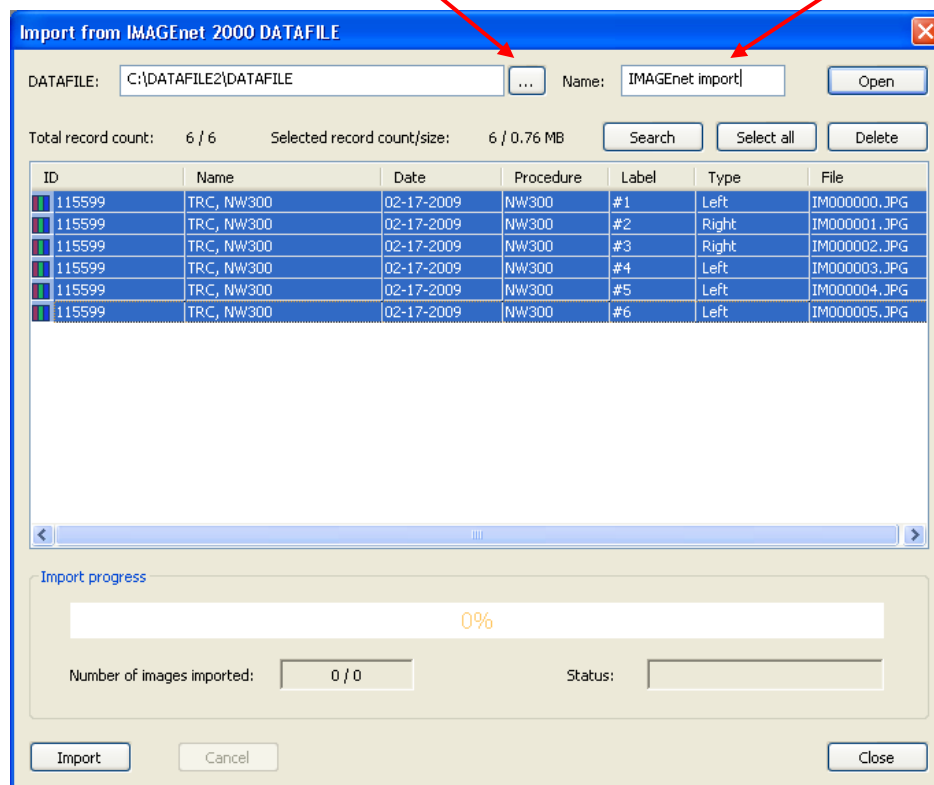 Import from IMAGEnet 2000 DATAFILE
DATAFILE: C:\DATAFILE2\DATAFILE ... Name: IMAGEnet import Open
Total record count: 6 / 6 Selected record count/size: 6 / 0.76 MB Search Select all Delete
ID Name Date Procedure Label Type File
115599 TRC, NW300 02-17-2009 NW300 #1 Left IM000000.JPG
115599 TRC, NW300 02-17-2009 NW300 #2 Right IM000001.JPG
115599 TRC, NW300 02-17-2009 NW300 #3 Right IM000002.JPG
115599 TRC, NW300 02-17-2009 NW300 #4 Left IM000003.JPG
115599 TRC, NW300 02-17-2009 NW300 #5 Left IM000004.JPG
115599 TRC, NW300 02-17-2009 NW300 #6 Left IM000005.JPG
Import progress
0%
Number of images imported: 0 / 0 Status:
Import Cancel Close